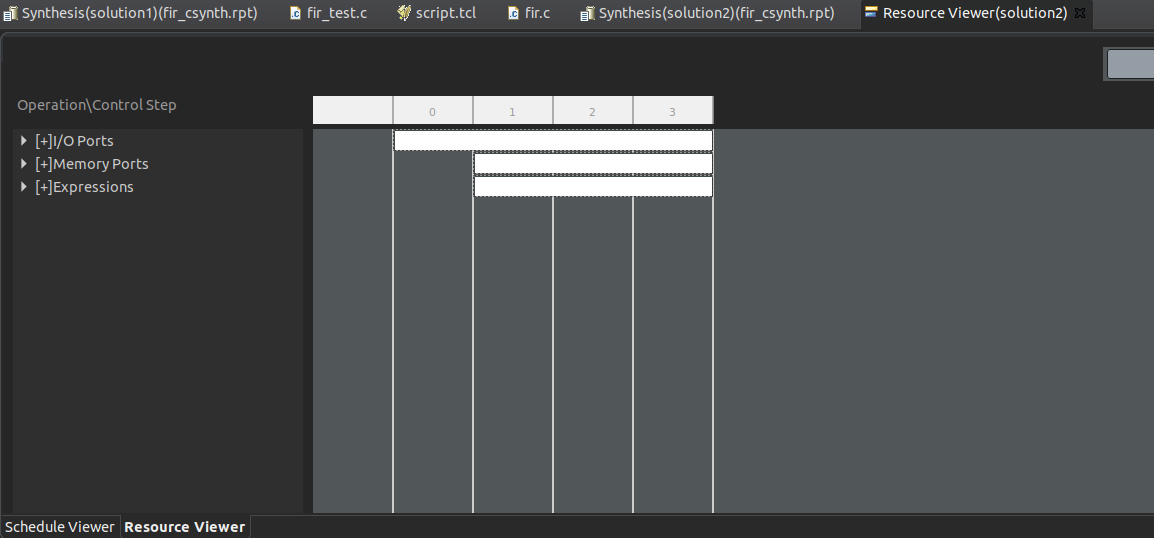 Synthesis(solution1)(fir_csynth.rpt) fir_test.c script.tcl fir.c Synthesis(solution2)(fir_csynth.rpt) Resource Viewer(solution2)
Operation\Control Step 0 1 2 3
[+]I/O Ports
[+]Memory Ports
[+]Expressions
Schedule Viewer Resource Viewer